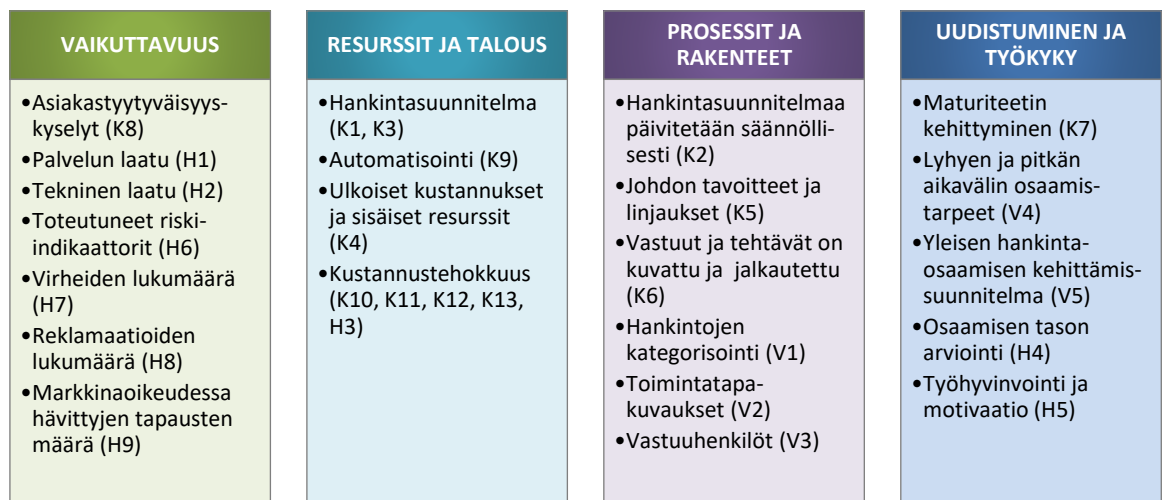 VAIKUTTAVUUS
•Asiakastyytyväisyys-
kyselyt (K8)
•Palvelun laatu (H1)
•Tekninen laatu (H2)
•Toteutuneet riski-
indikaattorit (H6)
•Virheiden lukumäärä
(H7)
•Reklamaatioiden
lukumäärä (H8)
•Markkinaoikeudessa
hävittyjen tapausten
määrä (H9)
RESURSSIT JA TALOUS
•Hankintasuunnitelma
(K1, K3)
•Automatisointi (K9)
•Ulkoiset kustannukset
ja sisäiset resurssit
(K4)
•Kustannustehokkuus
(K10, K11, K12, K13,
H3)
PROSESSIT JA
RAKENTEET
•Hankintasuunnitelmaa
päivitetään säännölli-
sesti (K2)
•Johdon tavoitteet ja
linjaukset (K5)
•Vastuut ja tehtävät on
kuvattu ja jalkautettu
(K6)
•Hankintojen
kategorisointi (V1)
•Toimintatapa-
kuvaukset (V2)
•Vastuuhenkilöt (V3)
UUDISTUMINEN JA
TYÖKYKY
•Maturiteetin
kehittyminen (K7)
•Lyhyen ja pitkän
aikavälin osaamis-
tarpeet (V4)
•Yleisen hankinta-
osaamisen kehittämis-
suunnitelma (V5)
•Osaamisen tason
arviointi (H4)
•Työhyvinvointi ja
motivaatio (H5)